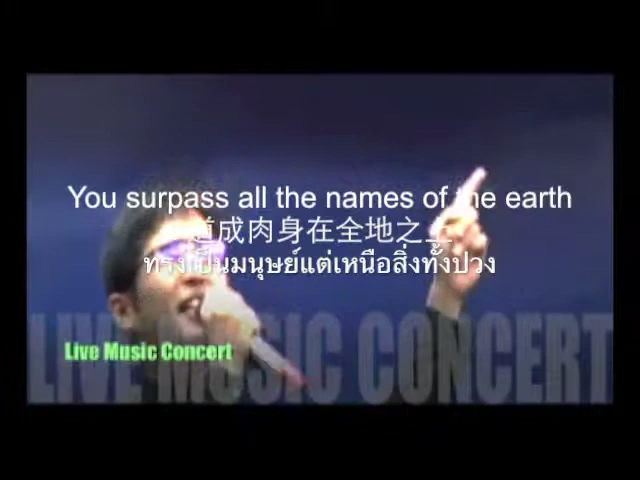 You surpass all the names of the earth
道成肉身在全地之上
ทรงเป็นมนุษย์แต่เหนือสิ่งทั้งปวง
Live Music Concert
LIVE MUSIC CONCERT